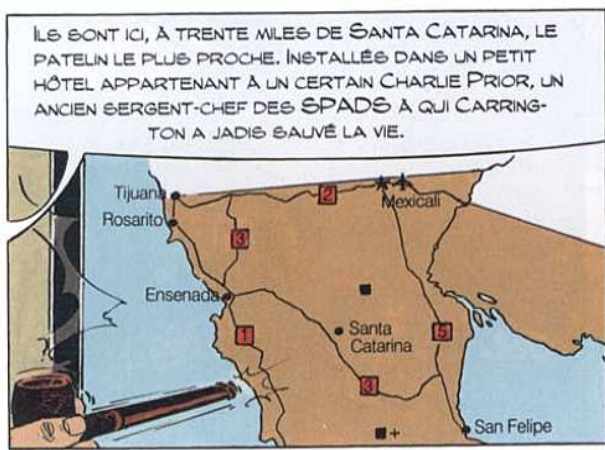 ILS SONT ICI, À TRENTE MILES DE SANTA CATARINA, LE
PATELIN LE PLUS PROCHE. INSTALLÉS DANS UN PETIT
HÔTEL APPARTENANT À UN CERTAIN CHARLIE PRIOR, UN
ANCIEN SERGENT-CHEF DES SPADS À QUI CARRING-
TON A JADIS SAUVÉ LA VIE.
Tijuana
2
Mexicali
Rosarito
3
Ensenada
1
Santa
Catarina
5
3
San Felipe